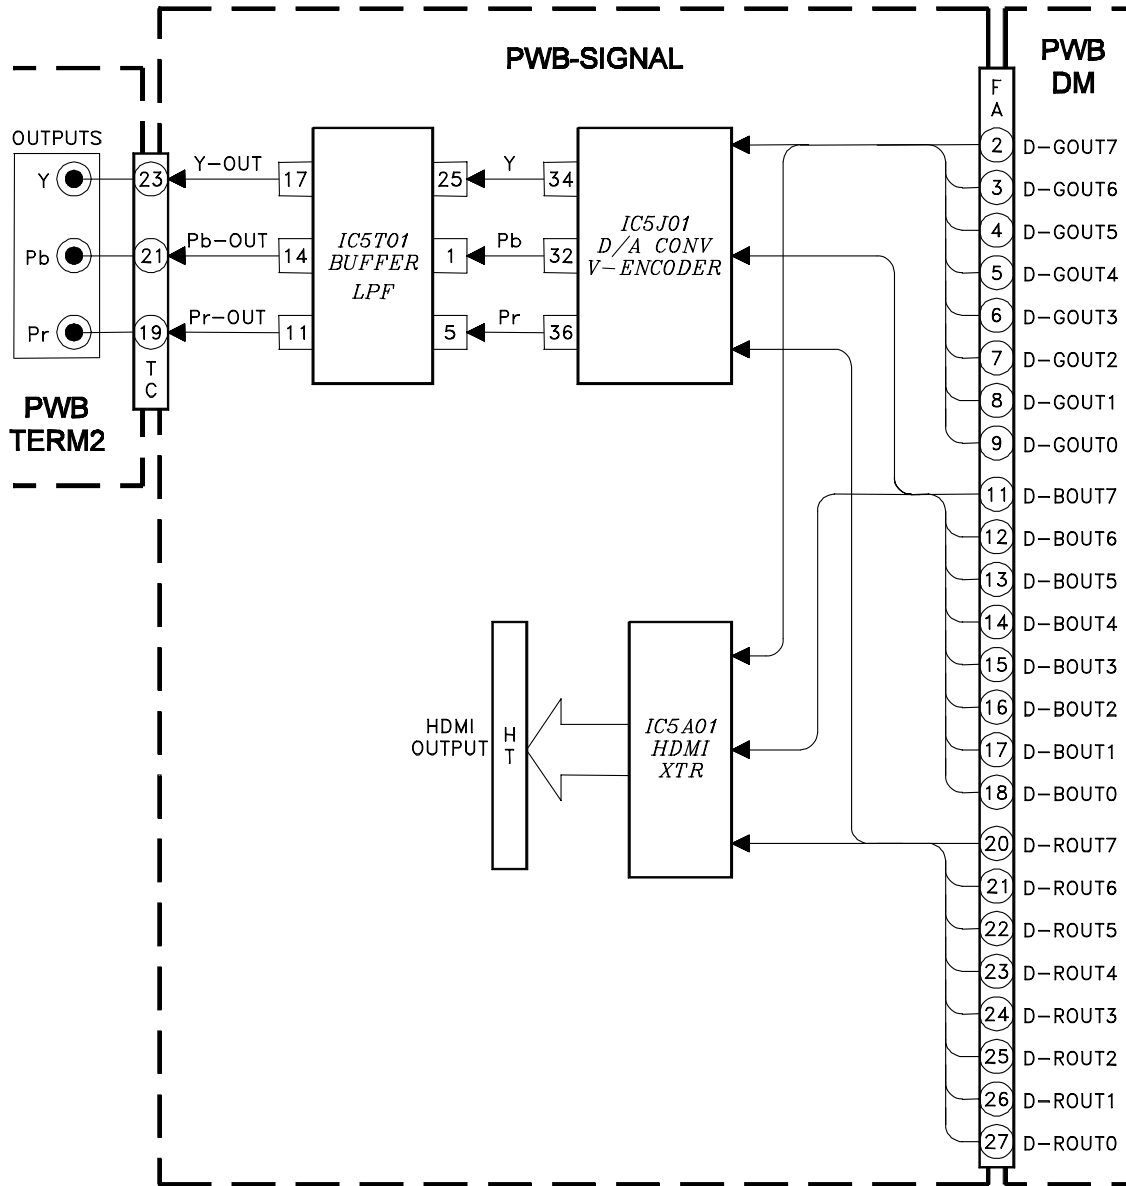 PWB-SIGNAL
PWB
DM
F
A
OUTPUTS
Y
Pb
Pr
PWB
TERM2
23
21
19
T
C
Y-OUT
Pb-OUT
Pr-OUT
17
14
11
IC5T01
BUFFER
LPF
25
1
5
Y
Pb
Pr
34
32
36
IC5J01
D/A CONV
V-ENCODER
2 D-GOUT7
3 D-GOUT6
4 D-GOUT5
5 D-GOUT4
6 D-GOUT3
7 D-GOUT2
8 D-GOUT1
9 D-GOUT0
11 D-BOUT7
12 D-BOUT6
13 D-BOUT5
14 D-BOUT4
15 D-BOUT3
16 D-BOUT2
17 D-BOUT1
18 D-BOUT0
20 D-ROUT7
21 D-ROUT6
22 D-ROUT5
23 D-ROUT4
24 D-ROUT3
25 D-ROUT2
26 D-ROUT1
27 D-ROUT0
HDMI
OUTPUT
H
T
IC5A01
HDMI
XTR